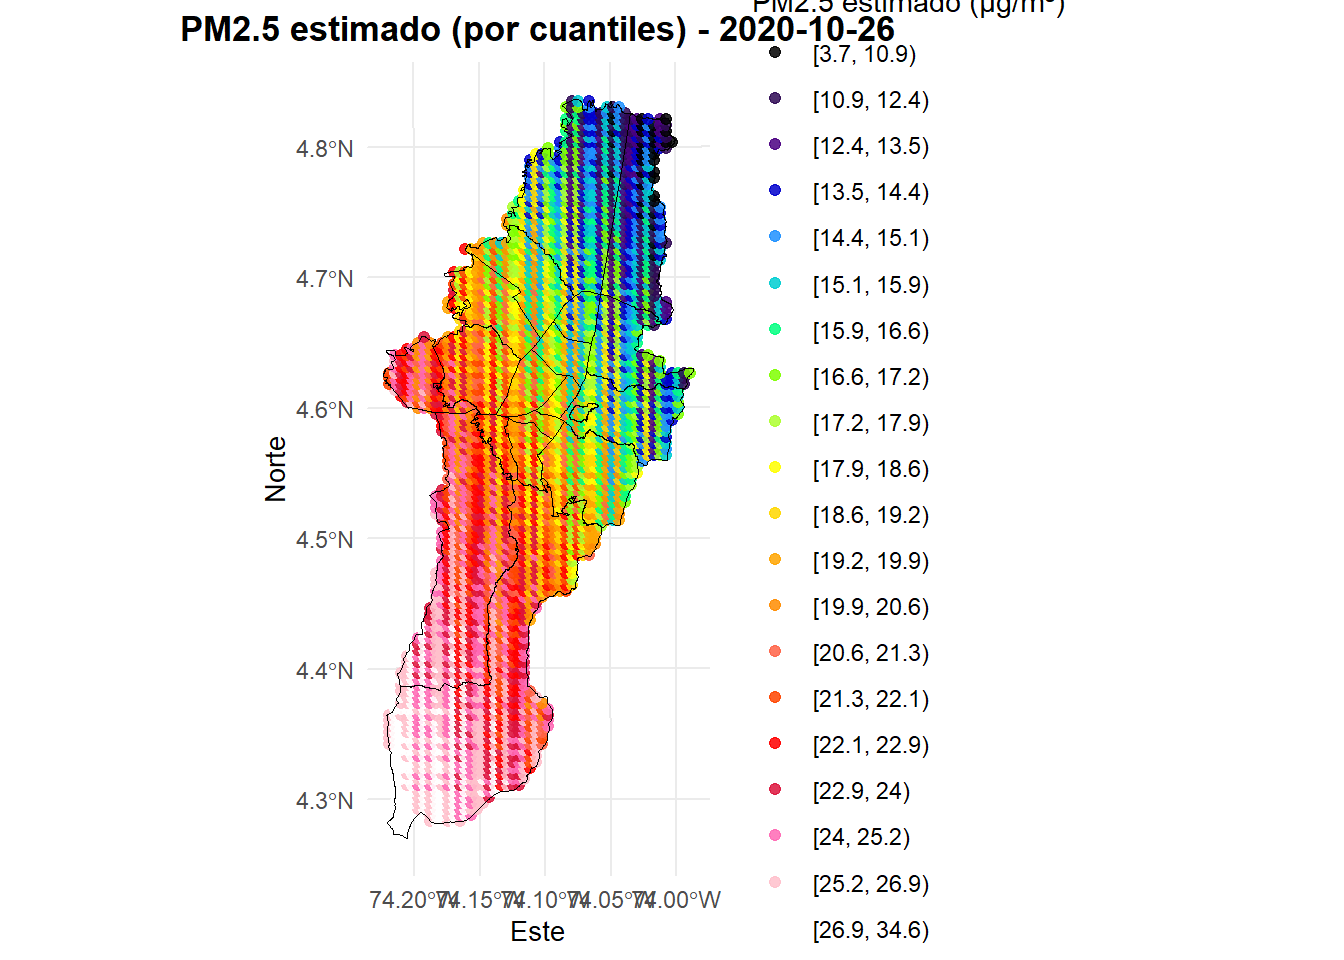 PM2.5 estimado (µg/m³)
PM2.5 estimado (por cuantiles) - 2020-10-26
[3.7, 10.9)
[10.9, 12.4)
[12.4, 13.5)
[13.5, 14.4)
[14.4, 15.1)
[15.1, 15.9)
[15.9, 16.6)
[16.6, 17.2)
[17.2, 17.9)
[17.9, 18.6)
[18.6, 19.2)
[19.2, 19.9)
[19.9, 20.6)
[20.6, 21.3)
[21.3, 22.1)
[22.1, 22.9)
[22.9, 24)
[24, 25.2)
[25.2, 26.9)
[26.9, 34.6)
4.8°N
4.7°N
4.6°N
4.5°N
4.4°N
4.3°N
Norte
74.20°W 74.15°W 74.10°W 74.05°W 74.00°W
Este